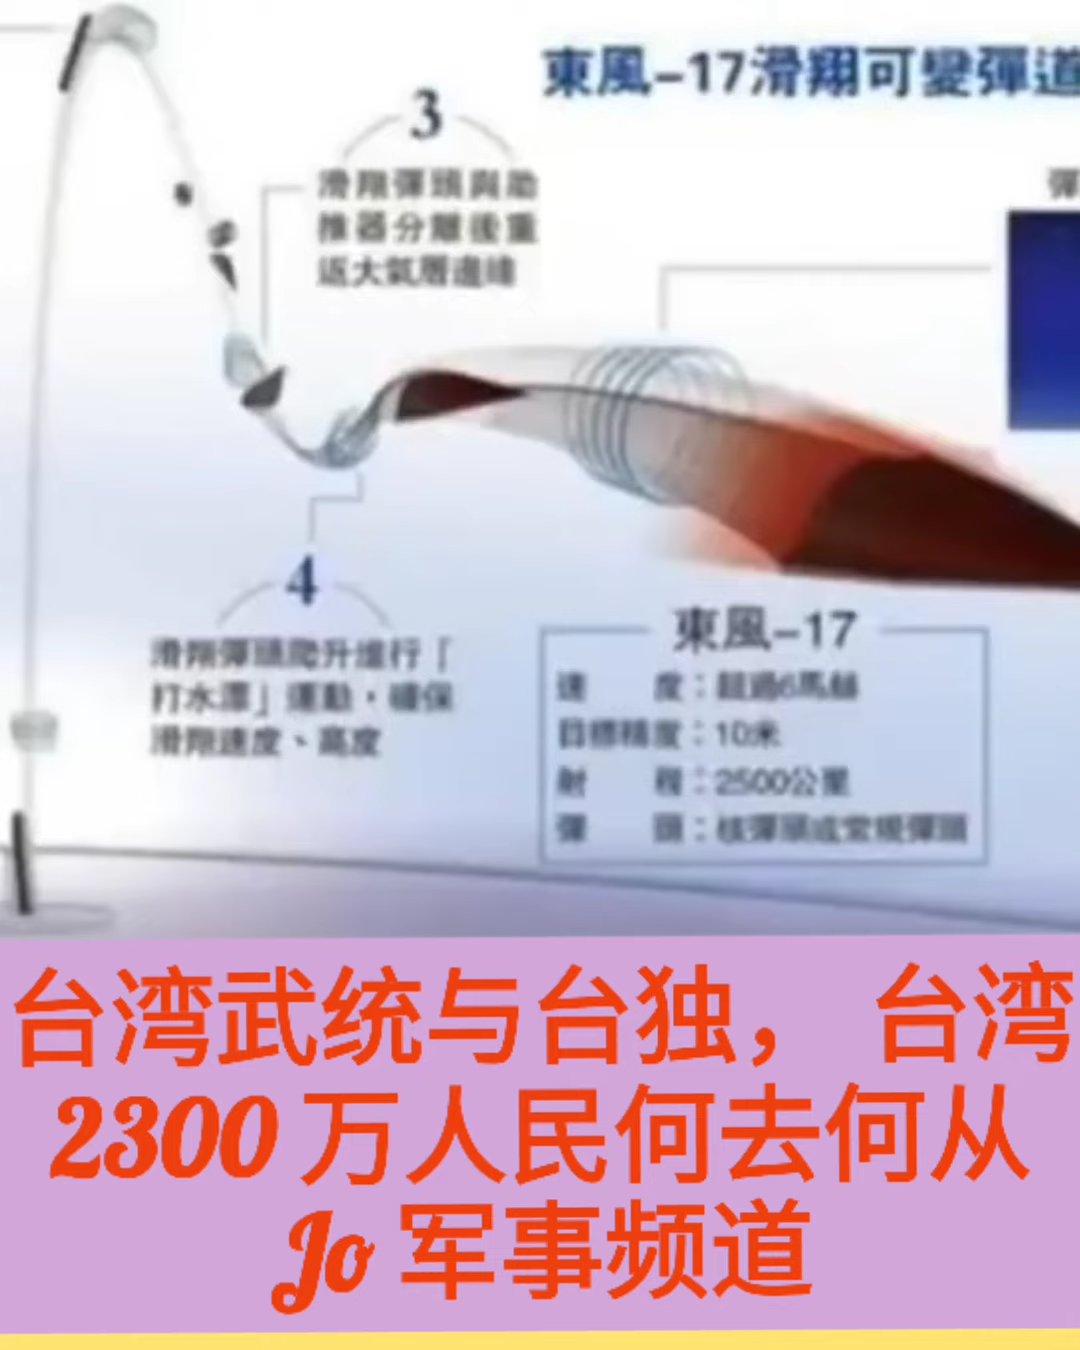 東風-17滑翔可變彈道
3
滑翔彈頭與助
推器分離後重
返大氣層邊緣
彈
4
滑翔彈頭爬升進行「
打水漂」運動,確保
滑翔速度、高度
東風-17
速 度:超過6馬赫
目標精度:10米
射 程:2500公里
彈 頭:核彈頭或常規彈頭
台湾武统与台独, 台湾
2300 万人民何去何从
Jo 军事频道